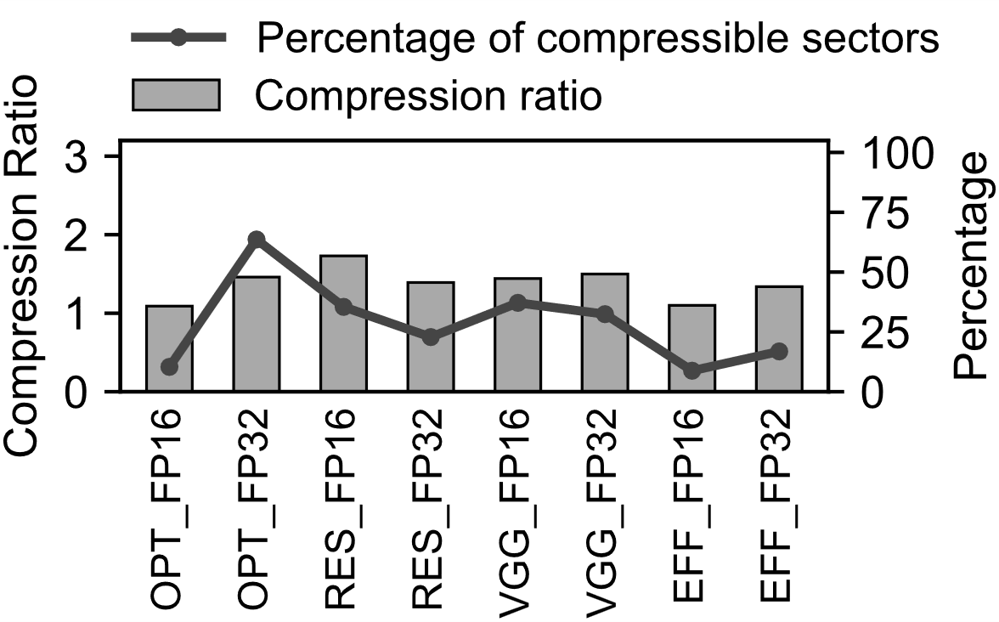 Percentage of compressible sectors
Compression ratio
Compression Ratio
3
2
1
0
100
75
50
25
0
Percentage
OPT_FP16
OPT_FP32
RES_FP16
RES_FP32
VGG_FP16
VGG_FP32
EFF_FP16
EFF_FP32